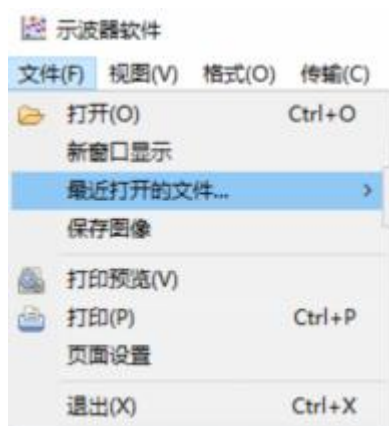 示波器软件
文件(F) 视图(V) 格式(O) 传输(C)
打开(O) Ctrl+O
新窗口显示
最近打开的文件... >
保存图像
打印预览(V)
打印(P) Ctrl+P
页面设置
退出(X) Ctrl+X